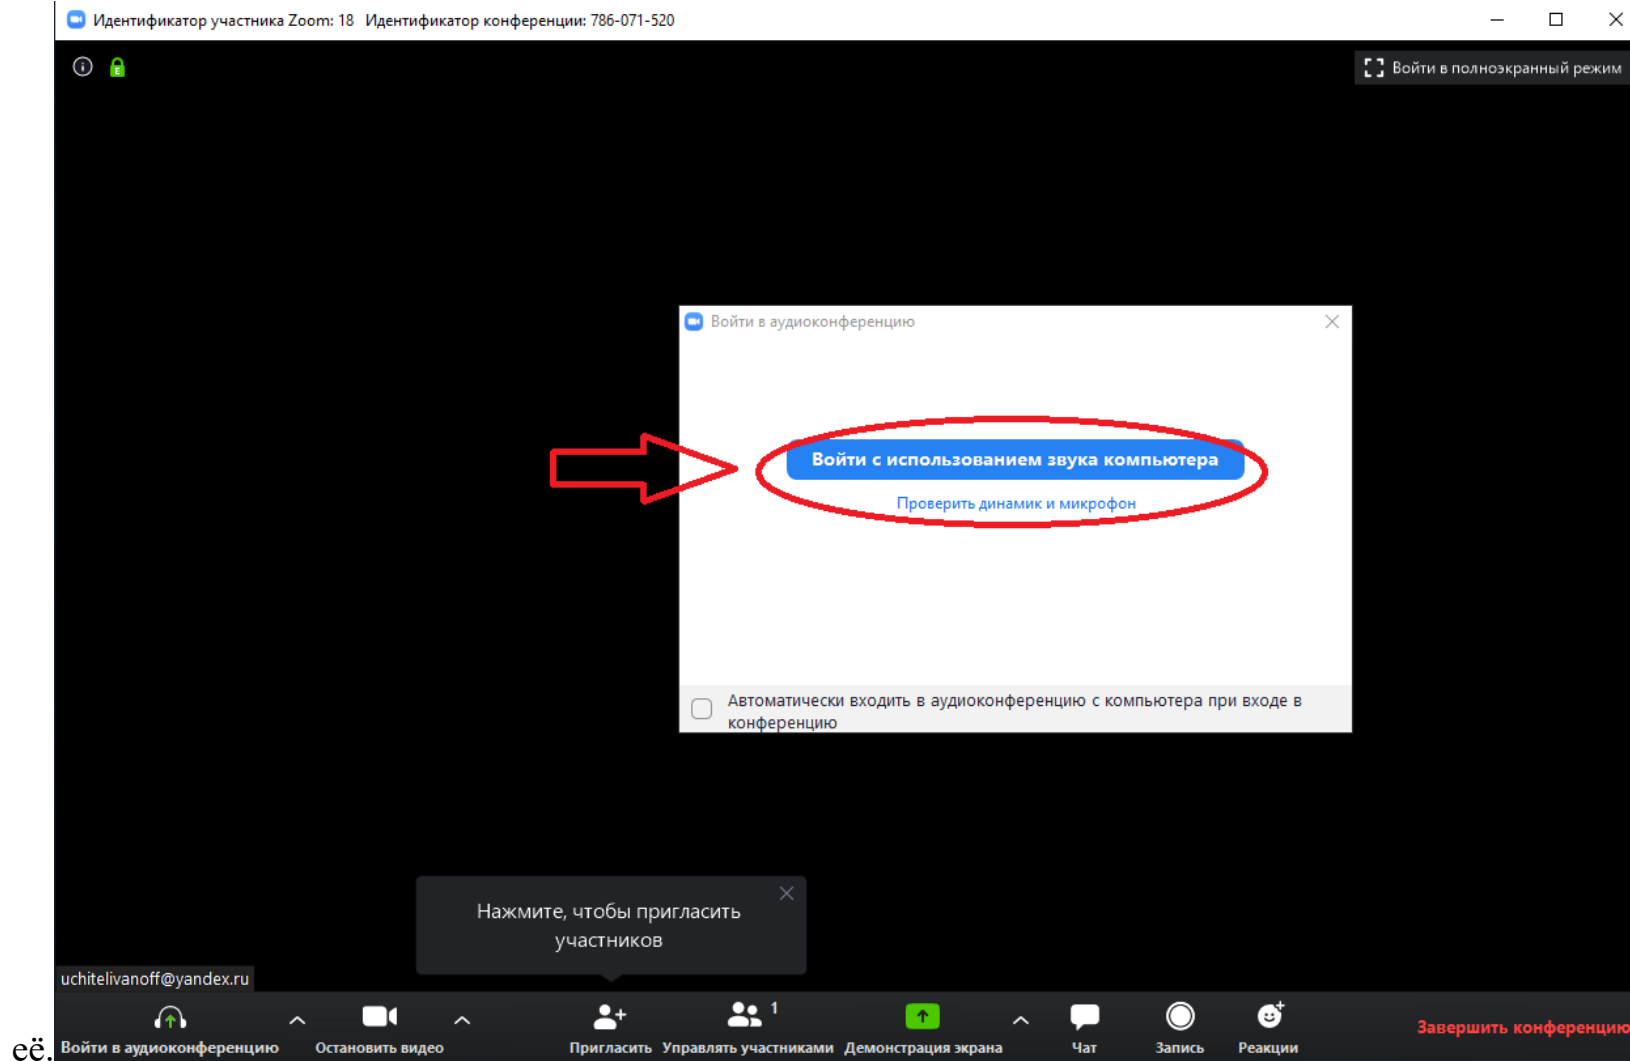 Идентификатор участника Zoom: 18 Идентификатор конференции: 786-071-520
Войти в полноэкранный режим
Войти в аудиоконференцию
Войти с использованием звука компьютера
Проверить динамик и микрофон
Автоматически входить в аудиоконференцию с компьютера при входе в
конференцию
Нажмите, чтобы пригласить
участников
uchitelivanoff@yandex.ru
1
её. Войти в аудиоконференцию Остановить видео Пригласить Управлять участниками Демонстрация экрана Чат Запись Реакции Завершить конференцию